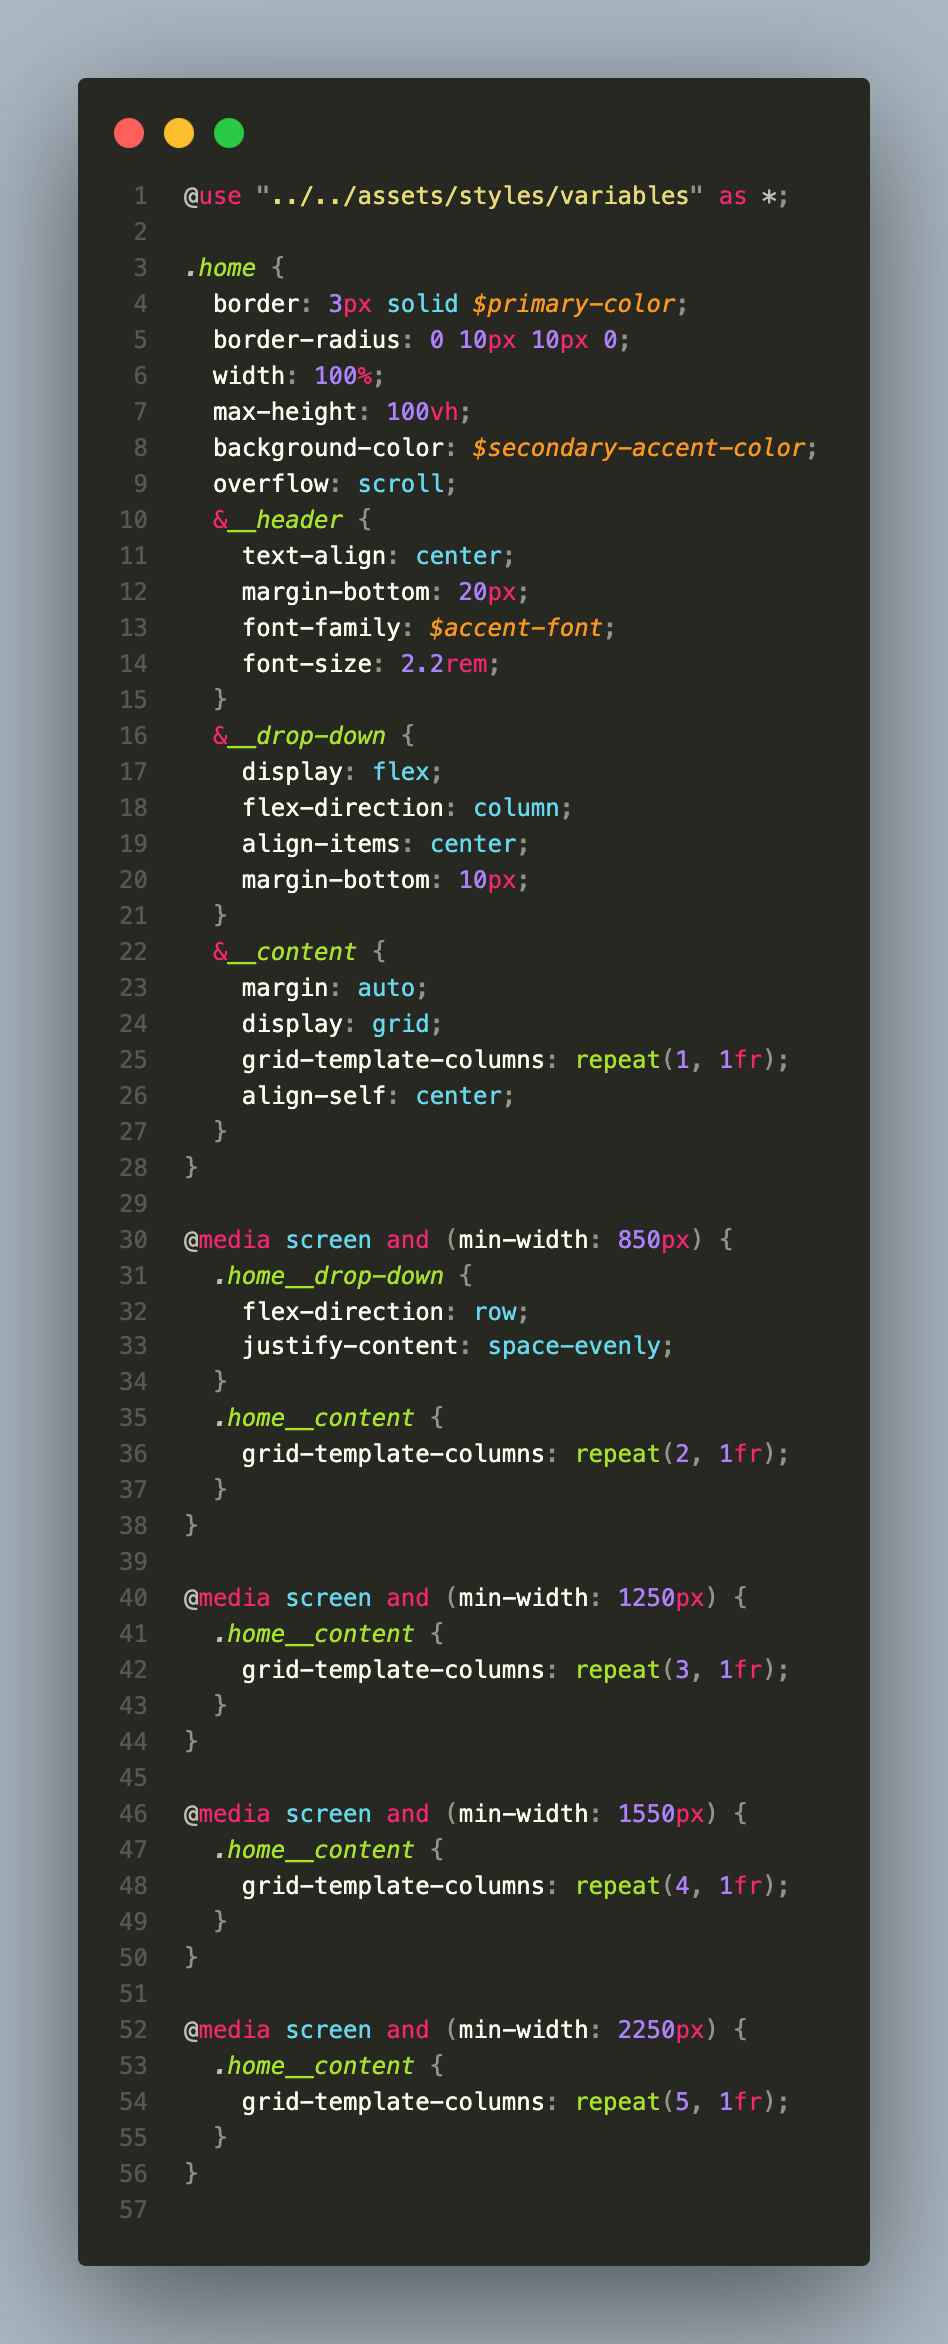 1 @use "../../assets/styles/variables" as *;
2
3 .home {
4   border: 3px solid $primary-color;
5   border-radius: 0 10px 10px 0;
6   width: 100%;
7   max-height: 100vh;
8   background-color: $secondary-accent-color;
9   overflow: scroll;
10   &__header {
11     text-align: center;
12     margin-bottom: 20px;
13     font-family: $accent-font;
14     font-size: 2.2rem;
15   }
16   &__drop-down {
17     display: flex;
18     flex-direction: column;
19     align-items: center;
20     margin-bottom: 10px;
21   }
22   &__content {
23     margin: auto;
24     display: grid;
25     grid-template-columns: repeat(1, 1fr);
26     align-self: center;
27   }
28 }
29
30 @media screen and (min-width: 850px) {
31   .home__drop-down {
32     flex-direction: row;
33     justify-content: space-evenly;
34   }
35   .home__content {
36     grid-template-columns: repeat(2, 1fr);
37   }
38 }
39
40 @media screen and (min-width: 1250px) {
41   .home__content {
42     grid-template-columns: repeat(3, 1fr);
43   }
44 }
45
46 @media screen and (min-width: 1550px) {
47   .home__content {
48     grid-template-columns: repeat(4, 1fr);
49   }
50 }
51
52 @media screen and (min-width: 2250px) {
53   .home__content {
54     grid-template-columns: repeat(5, 1fr);
55   }
56 }
57